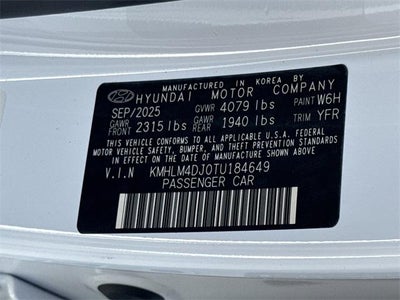 MANUFACTURED IN KOREA BY
HYUNDAI MOTOR COMPANY
SEP/2025 GVWR 4079 lbs PAINT W6H
GAWR FRONT 2315 lbs GAWR REAR 1940 lbs TRIM YFR
THIS VEHICLE CONFORMS TO ALL APPLICABLE U.S.A. FEDERAL
MOTOR VEHICLE SAFETY, BUMPER, AND THEFT PREVENTION
STANDARDS IN EFFECT ON THE DATE OF MANUFACTURE SHOWN ABOVE.
V.I.N KMHLM4DJ0TU184649
PASSENGER CAR